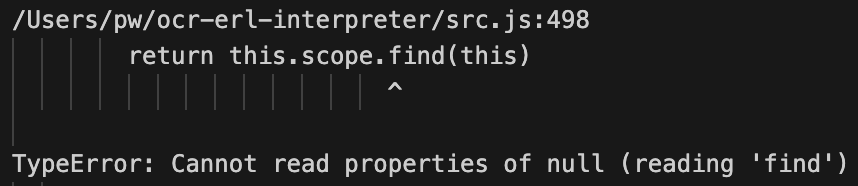 /Users/pw/ocr-erl-interpreter/src.js:498
return this.scope.find(this)
^
TypeError: Cannot read properties of null (reading 'find')